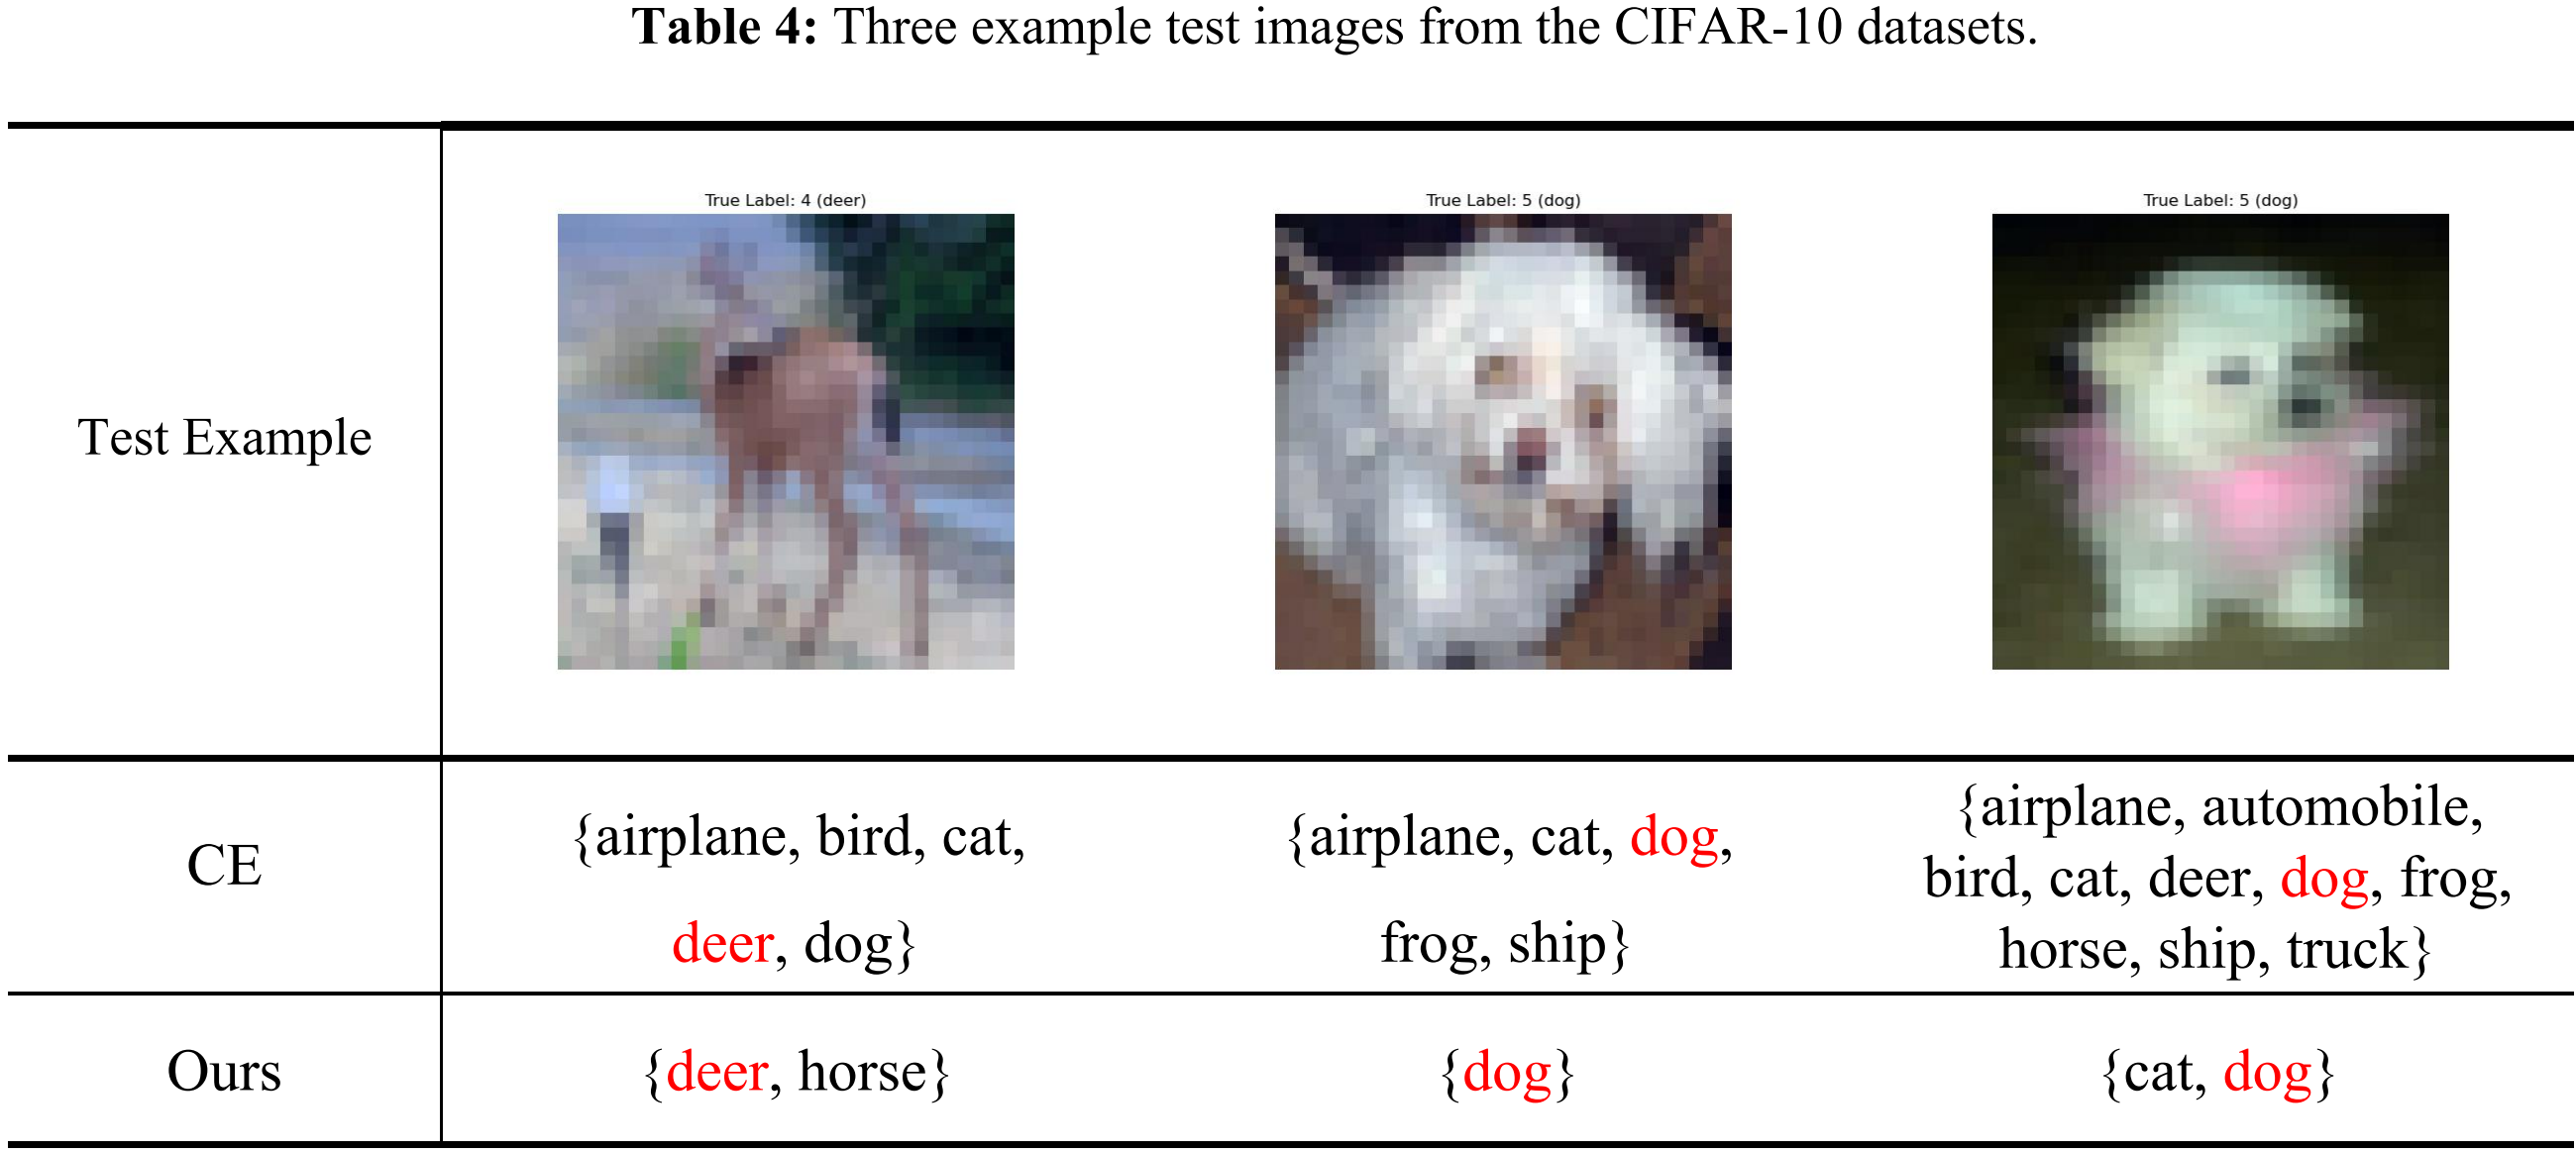 Table 4: Three example test images from the CIFAR-10 datasets.
Test Example
True Label: 4 (deer)
True Label: 5 (dog)
True Label: 5 (dog)
CE
{airplane, bird, cat,
deer, dog}
{airplane, cat, dog,
frog, ship}
{airplane, automobile,
bird, cat, deer, dog, frog,
horse, ship, truck}
Ours
{deer, horse}
{dog}
{cat, dog}